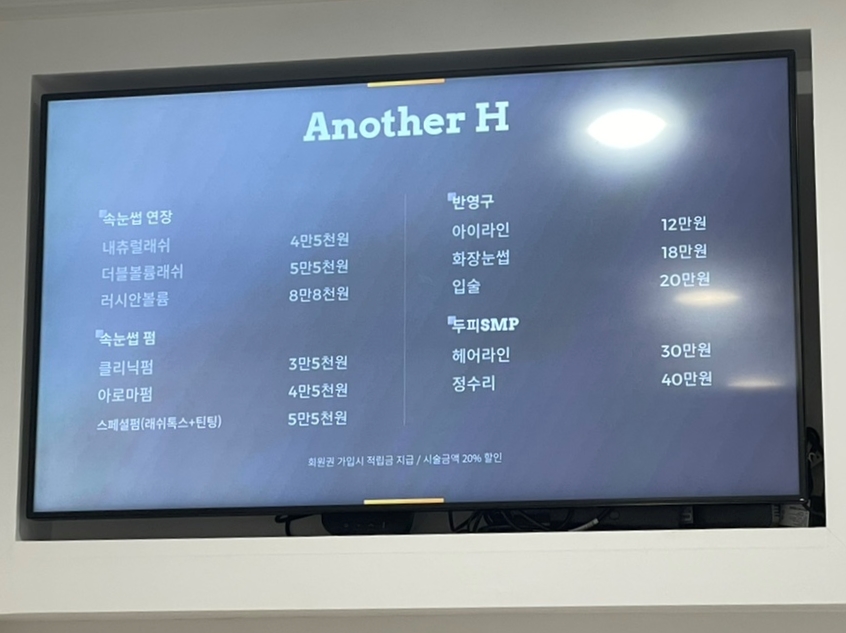 Another H
속눈썹 연장
내츄럴래쉬 4만5천원
더블볼륨래쉬 5만5천원
러시안볼륨 8만8천원
속눈썹 펌
클리닉펌 3만5천원
아로마펌 4만5천원
스페셜펌(래쉬톡스+틴팅) 5만5천원
반영구
아이라인 12만원
화장눈썹 18만원
입술 20만원
두피SMP
헤어라인 30만원
정수리 40만원
회원권 가입시 적립금 지급 / 시술금액 20% 할인